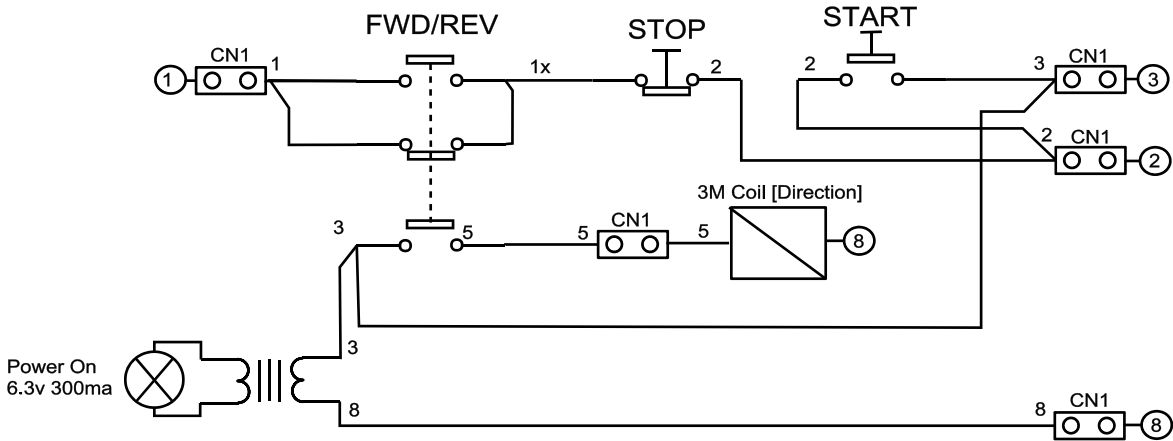 FWD/REV
STOP
START
CN1
1
1
1x
2
2
3
CN1
3
2
CN1
2
3M Coil [Direction]
3
5
5
CN1
5
8
3
Power On
6.3v 300ma
8
8
CN1
8